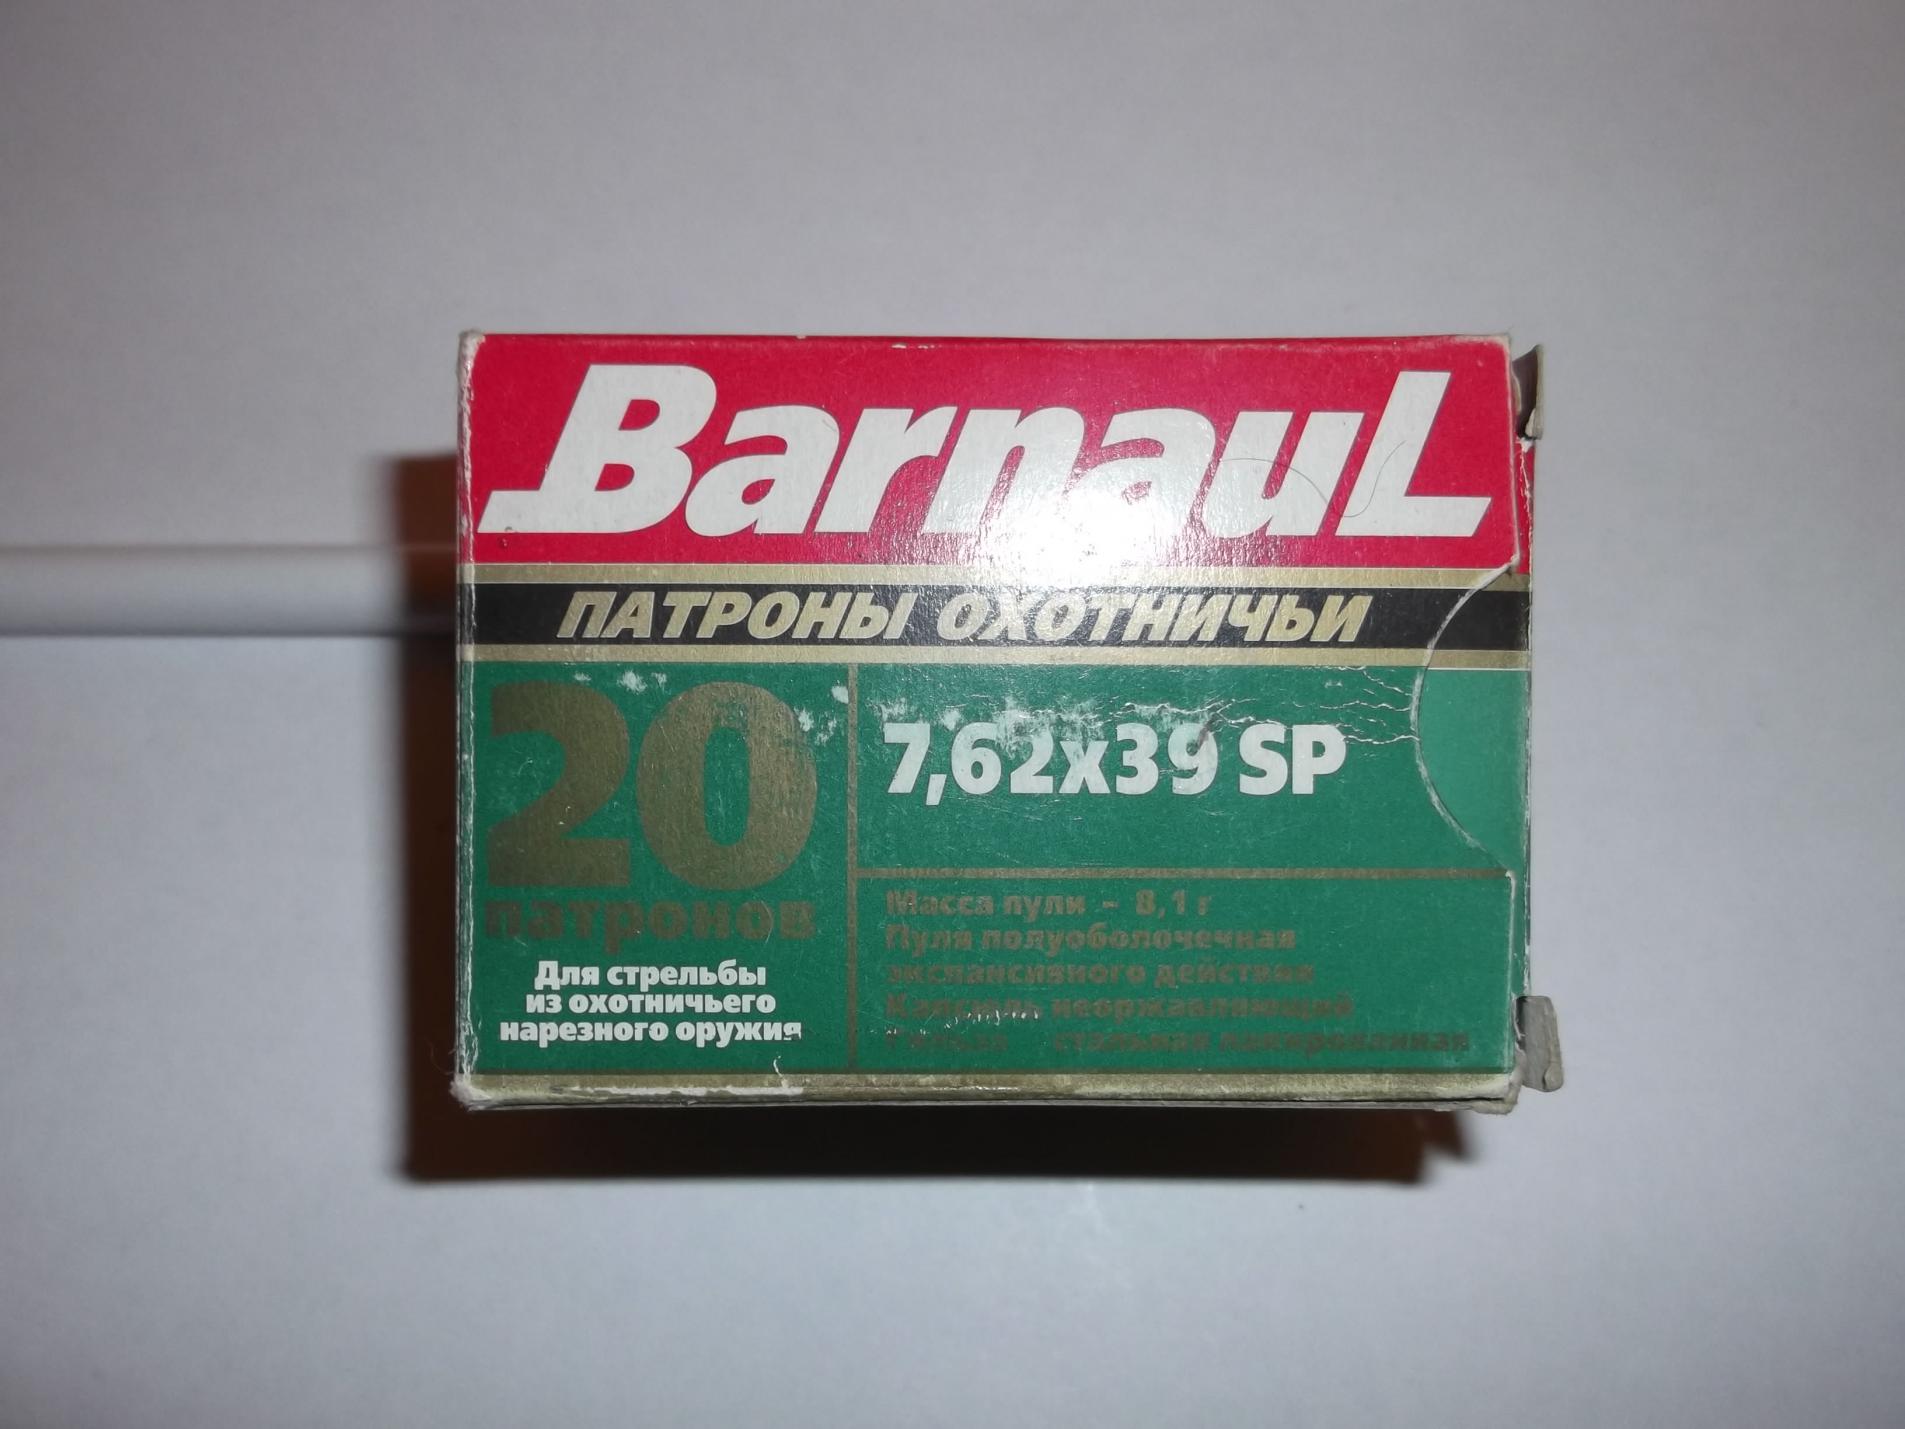 BarnauL
ПАТРОНЫ ОХОТНИЧЬИ
20
патронов
Для стрельбы
из охотничьего
нарезного оружия
7,62x39 SP
Масса пули - 8,1 г
Пуля полуоболочечная
экспансивного действия
Капсюль неоржавляющий
Гильза стальная лакированная